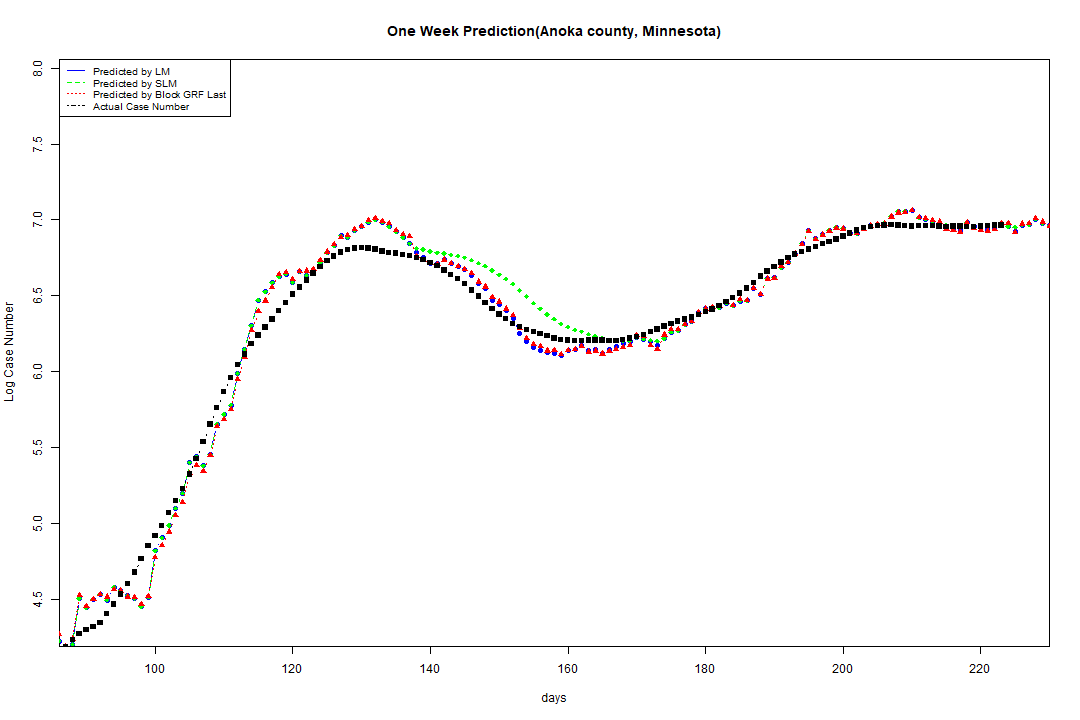 One Week Prediction(Anoka county, Minnesota)
Predicted by LM
Predicted by SLM
Predicted by Block GRF Last
Actual Case Number
8.0
7.5
7.0
6.5
6.0
5.5
5.0
4.5
Log Case Number
100 120 140 160 180 200 220
days